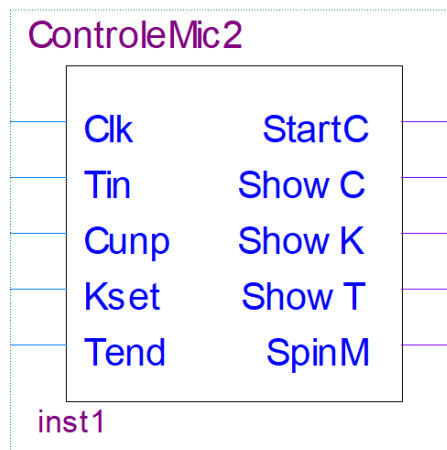 ControleMic2
Clk StartC
Tin Show C
Cunp Show K
Kset Show T
Tend SpinM
inst1